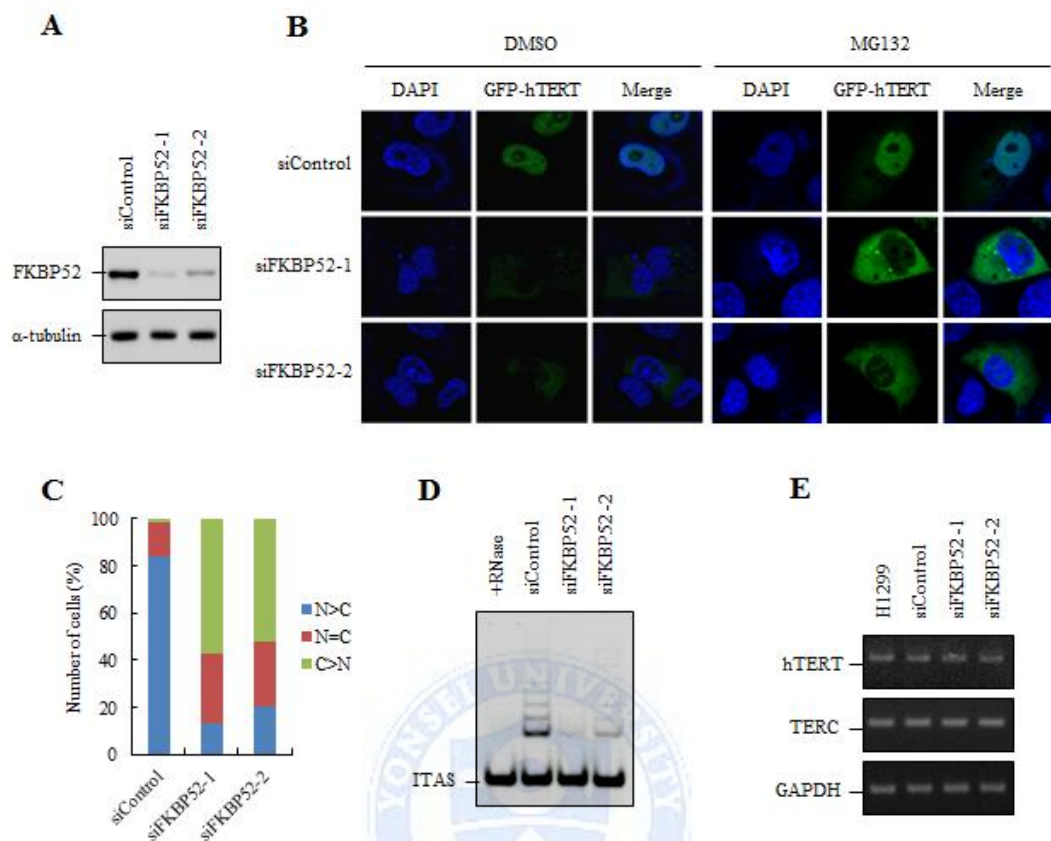 A
siControl
siFKBP52-1
siFKBP52-2
FKBP52
α-tubulin
B
DMSO MG132
DAPI GFP-hTERT Merge DAPI GFP-hTERT Merge
siControl
siFKBP52-1
siFKBP52-2
C
Number of cells (%)
100
80
60
40
20
0
siControl
siFKBP52-1
siFKBP52-2
N>C
N=C
C>N
D
+RNase
siControl
siFKBP52-1
siFKBP52-2
ITAS
YONSEI UNIVERSITY
E
H1299
siControl
siFKBP52-1
siFKBP52-2
hTERT
TERC
GAPDH